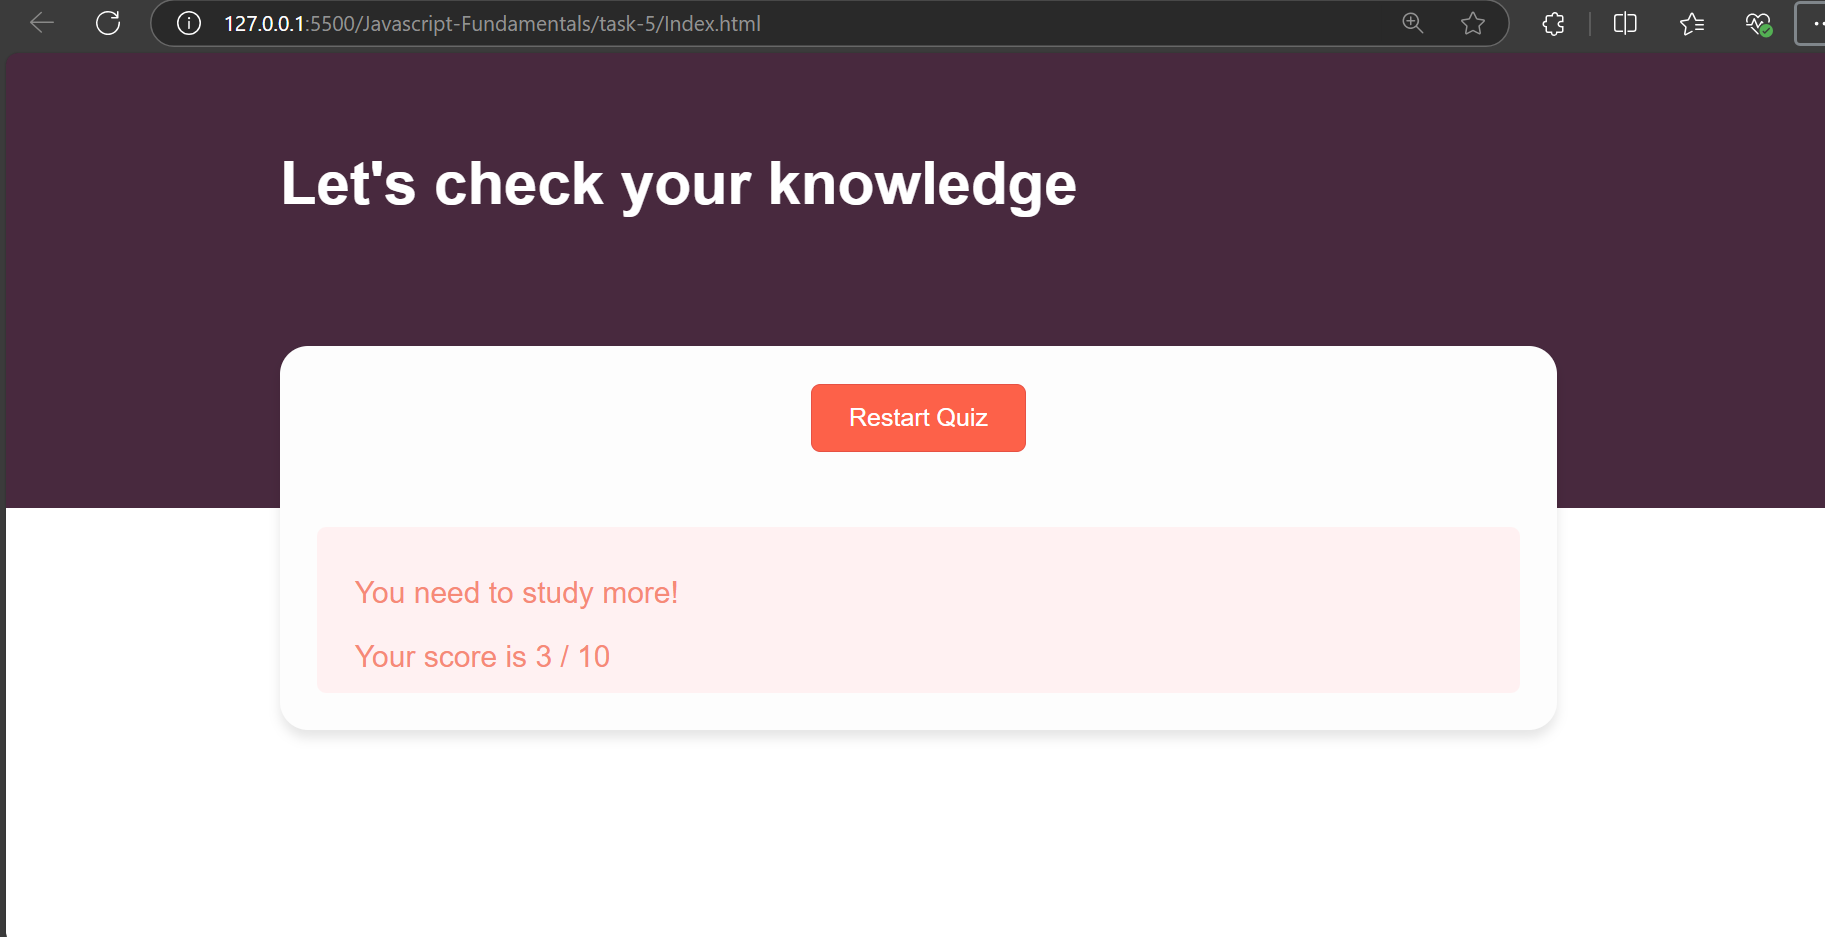 127.0.0.1:5500/Javascript-Fundamentals/task-5/Index.html
Let's check your knowledge
Restart Quiz
You need to study more!
Your score is 3 / 10